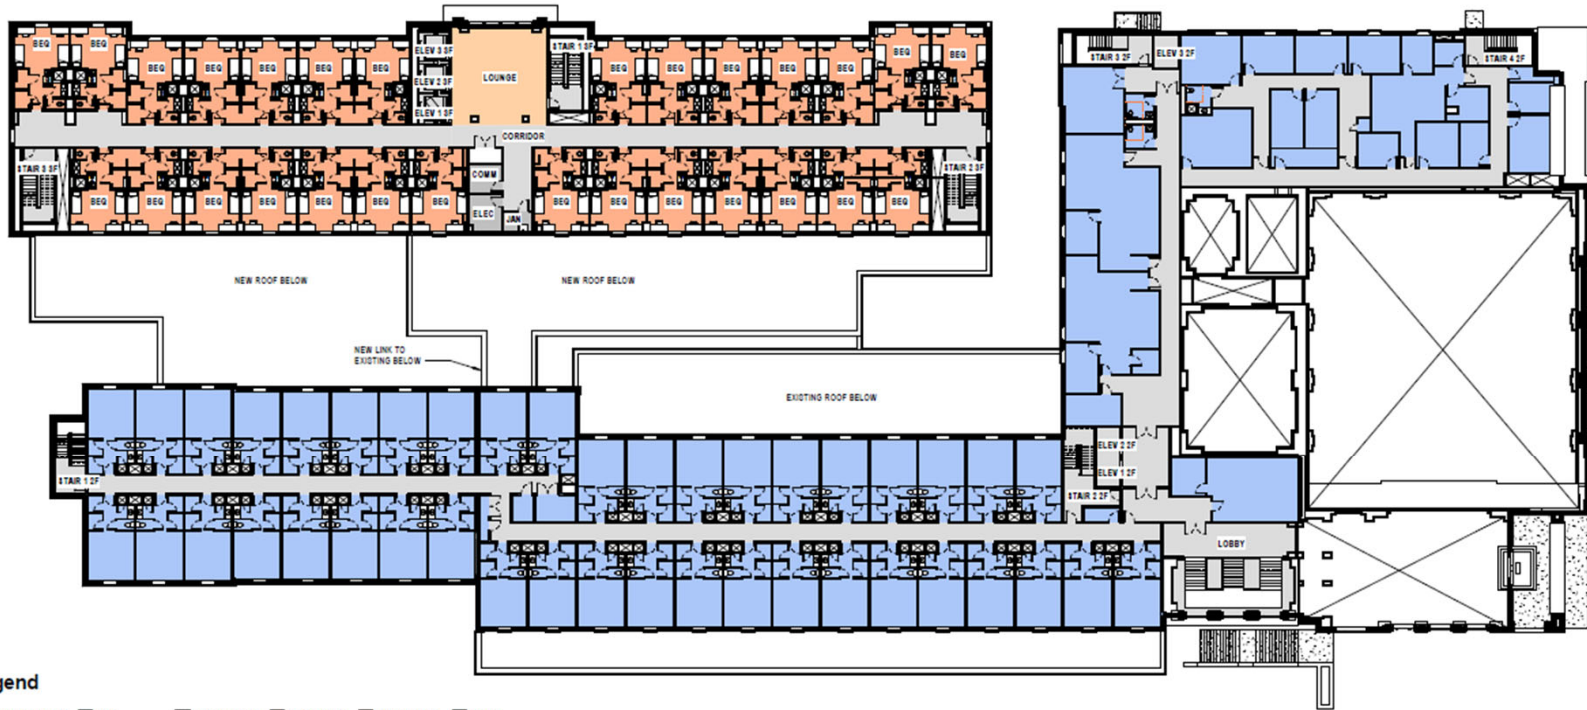 BEQ
BEQ
BEQ
BEQ
BEQ
BEQ
BEQ
ELEV 3 3F
ELEV 2 3F
ELEV 1 3F
LOUNGE
STAIR 1 3F
BEQ
BEQ
BEQ
BEQ
BEQ
BEQ
BEQ
CORRIDOR
STAIR 3 3F
COMM
STAIR 2 3F
BEQ
BEQ
BEQ
BEQ
BEQ
BEQ
BEQ
ELEC
JAN
BEQ
BEQ
BEQ
BEQ
BEQ
BEQ
BEQ
STAIR 3 2F
ELEV 3 2F
STAIR 4 2F
NEW ROOF BELOW
NEW ROOF BELOW
NEW LINK TO
EXISTING BELOW
EXISTING ROOF BELOW
STAIR 1 2F
ELEV 2 2F
ELEV 1 2F
STAIR 2 2F
LOBBY
gend